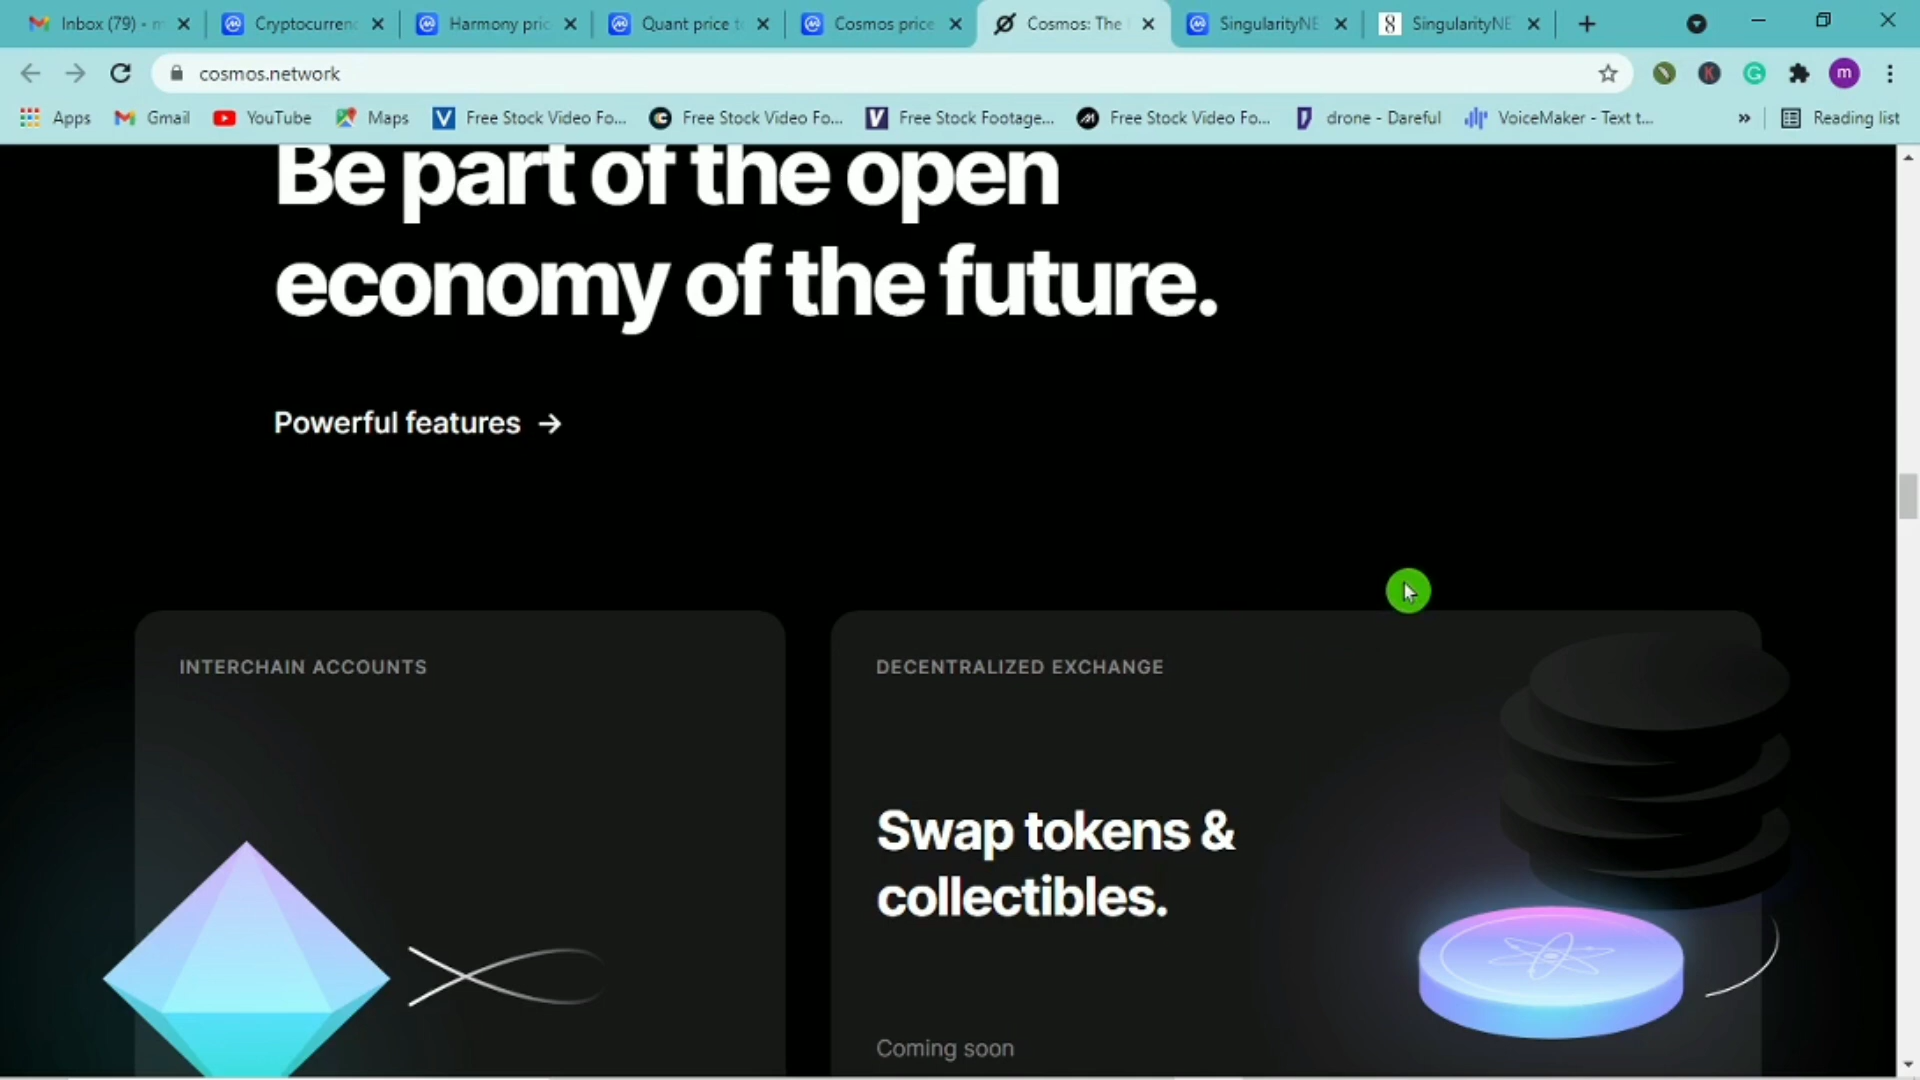 Inbox (79) - m
Cryptocurren
Harmony pric
Quant price to
Cosmos price
Cosmos: The
SingularityNE
SingularityNE
cosmos.network
m
Apps
Gmail
YouTube
Maps
Free Stock Video Fo...
Free Stock Video Fo...
Free Stock Footage...
Free Stock Video Fo...
drone - Dareful
VoiceMaker - Text t...
Reading list
Be part of the open
economy of the future.
Powerful features →
INTERCHAIN ACCOUNTS
DECENTRALIZED EXCHANGE
Swap tokens &
collectibles.
Coming soon